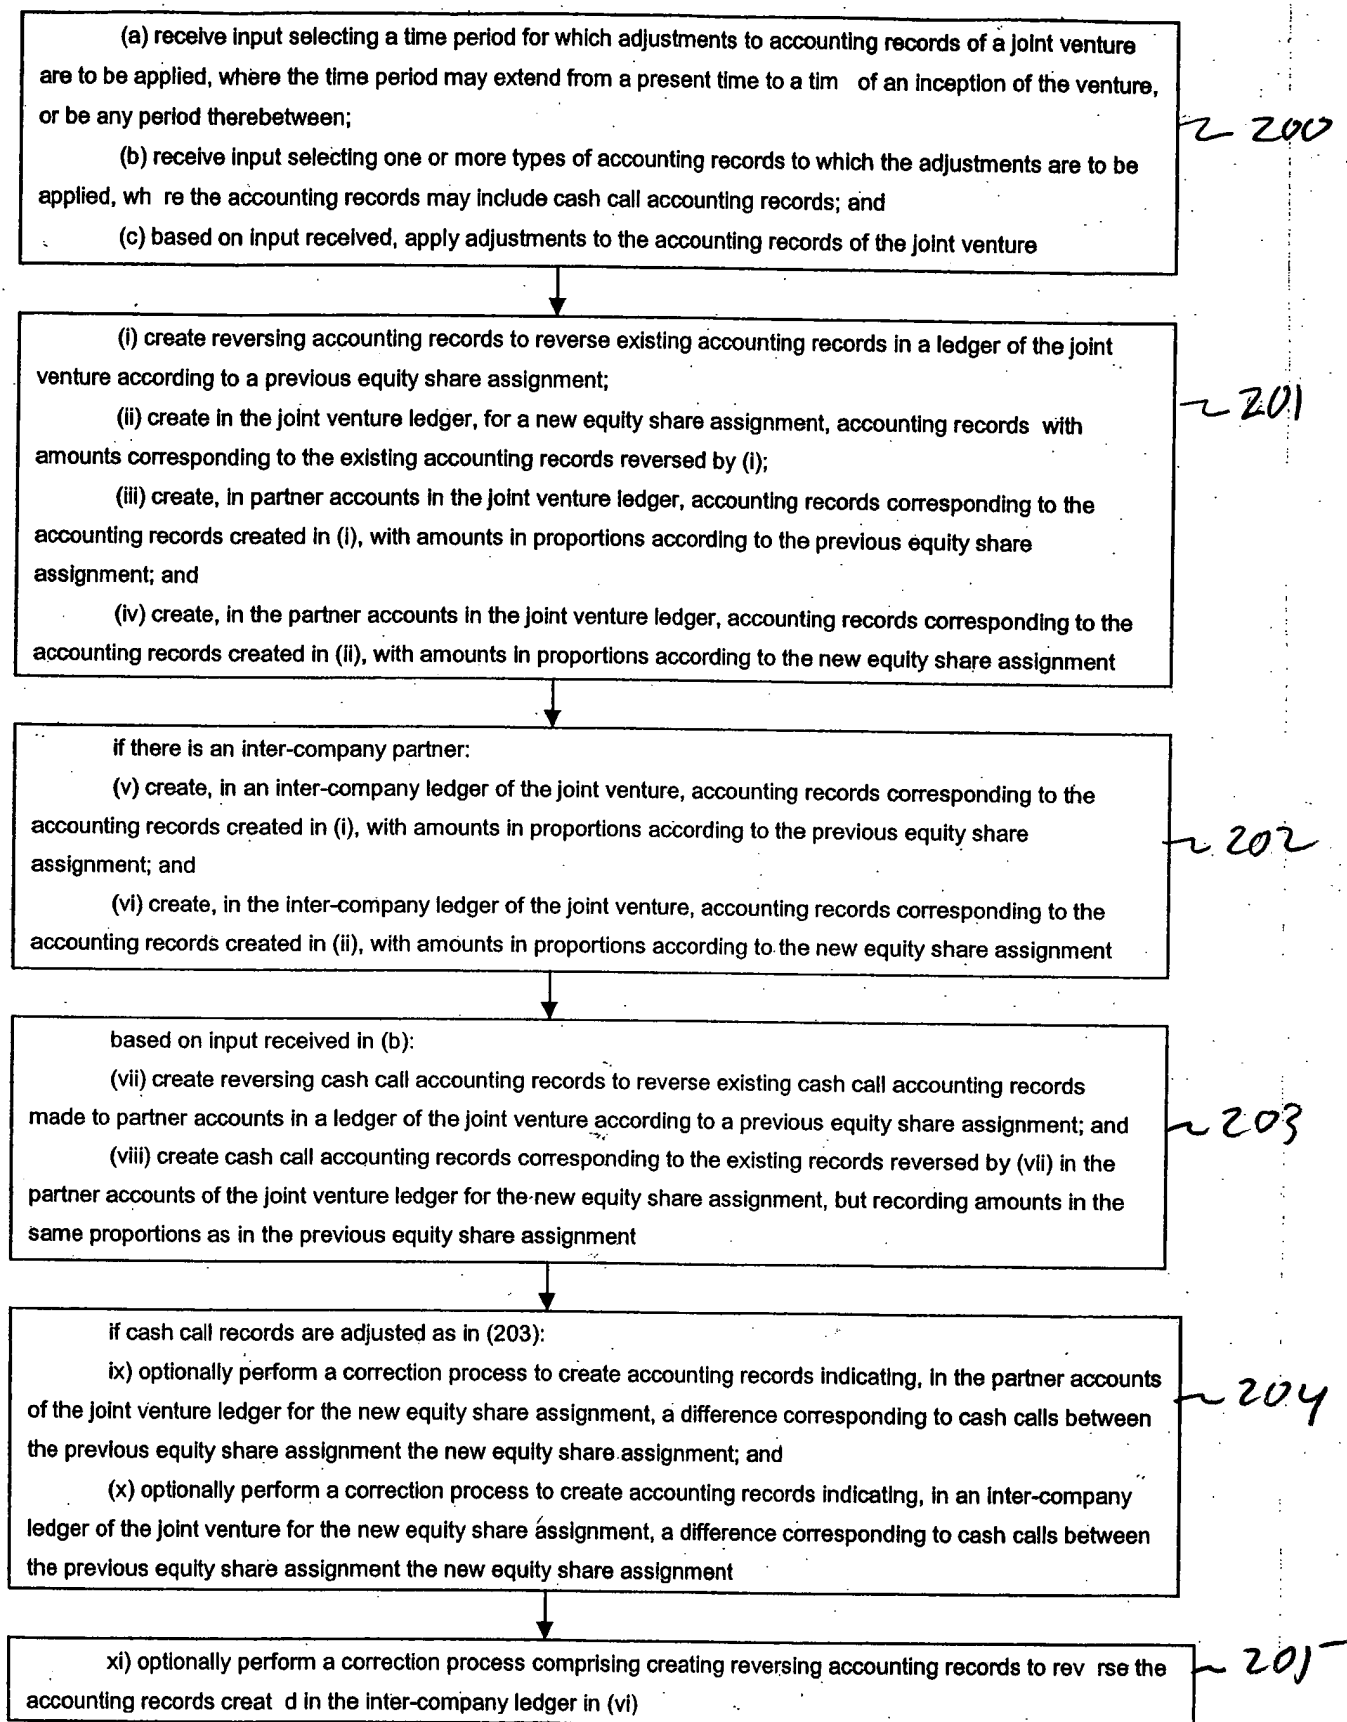 (a) receive input selecting a time period for which adjustments to accounting records of a joint venture
are to be applied, where the time period may extend from a present time to a tim of an inception of the venture,
or be any period therebetween;
(b) receive input selecting one or more types of accounting records to which the adjustments are to be
applied, wh re the accounting records may include cash call accounting records; and
(c) based on input received, apply adjustments to the accounting records of the joint venture
200
(i) create reversing accounting records to reverse existing accounting records in a ledger of the joint
venture according to a previous equity share assignment;
(ii) create in the joint venture ledger, for a new equity share assignment, accounting records with
amounts corresponding to the existing accounting records reversed by (i);
(iii) create, in partner accounts in the joint venture ledger, accounting records corresponding to the
accounting records created in (i), with amounts in proportions according to the previous equity share
assignment; and
(iv) create, in the partner accounts in the joint venture ledger, accounting records corresponding to the
accounting records created in (ii), with amounts in proportions according to the new equity share assignment
201
if there is an inter-company partner:
(v) create, in an inter-company ledger of the joint venture, accounting records corresponding to the
accounting records created in (i), with amounts in proportions according to the previous equity share
assignment; and
(vi) create, in the inter-company ledger of the joint venture, accounting records corresponding to the
accounting records created in (ii), with amounts in proportions according to the new equity share assignment
202
based on input received in (b):
(vii) create reversing cash call accounting records to reverse existing cash call accounting records
made to partner accounts in a ledger of the joint venture according to a previous equity share assignment; and
(viii) create cash call accounting records corresponding to the existing records reversed by (vii) in the
partner accounts of the joint venture ledger for the new equity share assignment, but recording amounts in the
same proportions as in the previous equity share assignment
203
if cash call records are adjusted as in (203):
ix) optionally perform a correction process to create accounting records indicating, in the partner accounts
of the joint venture ledger for the new equity share assignment, a difference corresponding to cash calls between
the previous equity share assignment the new equity share assignment; and
(x) optionally perform a correction process to create accounting records indicating, in an inter-company
ledger of the joint venture for the new equity share assignment, a difference corresponding to cash calls between
the previous equity share assignment the new equity share assignment
204
xi) optionally perform a correction process comprising creating reversing accounting records to rev rse the
accounting records creat d in the inter-company ledger in (vi)
205